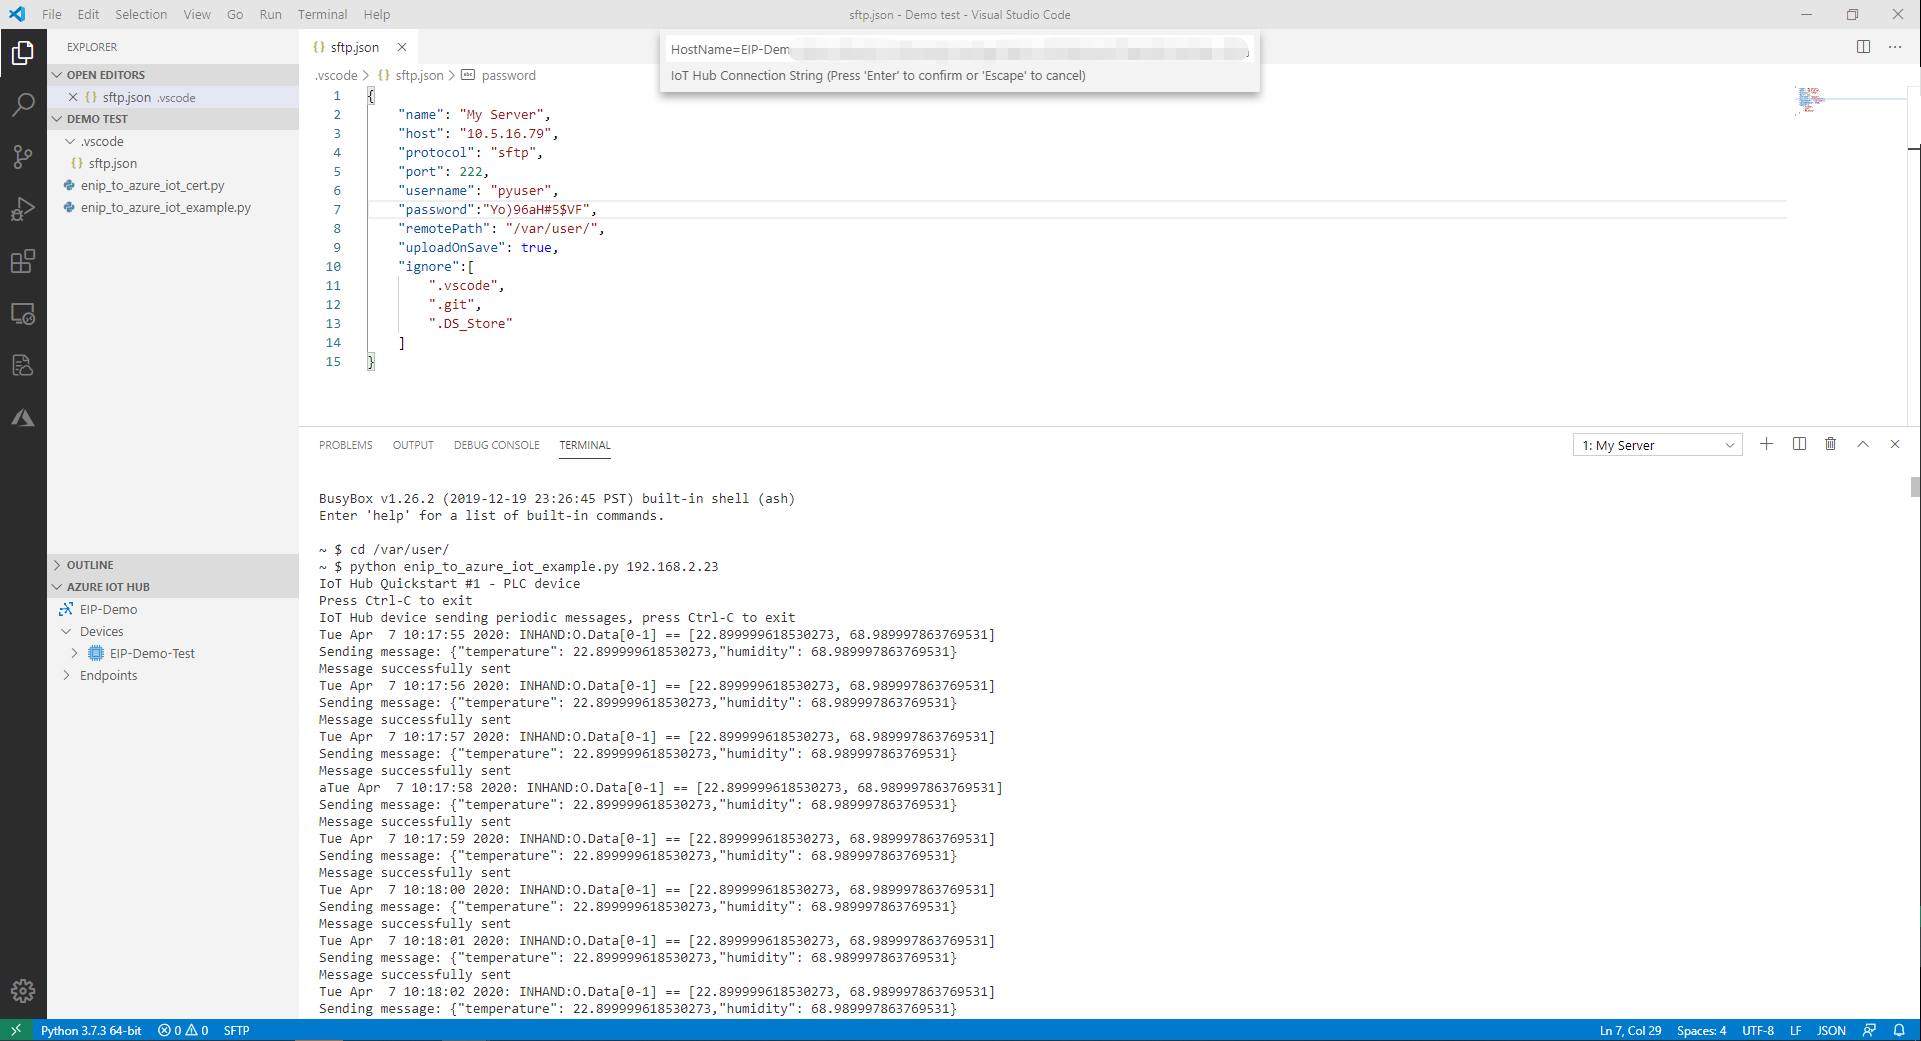 File Edit Selection View Go Run Terminal Help
sftp.json - Demo test - Visual Studio Code
EXPLORER
OPEN EDITORS
sftp.json .vscode
DEMO TEST
.vscode
{} sftp.json
enip_to_azure_iot_cert.py
enip_to_azure_iot_example.py
OUTLINE
AZURE IOT HUB
EIP-Demo
Devices
EIP-Demo-Test
Endpoints
{} sftp.json
HostName=EIP-Dem
IoT Hub Connection String (Press 'Enter' to confirm or 'Escape' to cancel)
.vscode > {} sftp.json > abc password
1 {
2 "name": "My Server",
3 "host": "10.5.16.79",
4 "protocol": "sftp",
5 "port": 222,
6 "username": "pyuser",
7 "password":"Yo)96aH#5$VF",
8 "remotePath": "/var/user/",
9 "uploadOnSave": true,
10 "ignore":[
11 ".vscode",
12 ".git",
13 ".DS_Store"
14 ]
15 }
PROBLEMS OUTPUT DEBUG CONSOLE TERMINAL
1: My Server
BusyBox v1.26.2 (2019-12-19 23:26:45 PST) built-in shell (ash)
Enter 'help' for a list of built-in commands.
~ $ cd /var/user/
~ $ python enip_to_azure_iot_example.py 192.168.2.23
IoT Hub Quickstart #1 - PLC device
Press Ctrl-C to exit
IoT Hub device sending periodic messages, press Ctrl-C to exit
Tue Apr  7 10:17:55 2020: INHAND:O.Data[0-1] == [22.899999618530273, 68.989997863769531]
Sending message: {"temperature": 22.899999618530273,"humidity": 68.989997863769531}
Message successfully sent
Tue Apr  7 10:17:56 2020: INHAND:O.Data[0-1] == [22.899999618530273, 68.989997863769531]
Sending message: {"temperature": 22.899999618530273,"humidity": 68.989997863769531}
Message successfully sent
Tue Apr  7 10:17:57 2020: INHAND:O.Data[0-1] == [22.899999618530273, 68.989997863769531]
Sending message: {"temperature": 22.899999618530273,"humidity": 68.989997863769531}
Message successfully sent
aTue Apr  7 10:17:58 2020: INHAND:O.Data[0-1] == [22.899999618530273, 68.989997863769531]
Sending message: {"temperature": 22.899999618530273,"humidity": 68.989997863769531}
Message successfully sent
Tue Apr  7 10:17:59 2020: INHAND:O.Data[0-1] == [22.899999618530273, 68.989997863769531]
Sending message: {"temperature": 22.899999618530273,"humidity": 68.989997863769531}
Message successfully sent
Tue Apr  7 10:18:00 2020: INHAND:O.Data[0-1] == [22.899999618530273, 68.989997863769531]
Sending message: {"temperature": 22.899999618530273,"humidity": 68.989997863769531}
Message successfully sent
Tue Apr  7 10:18:01 2020: INHAND:O.Data[0-1] == [22.899999618530273, 68.989997863769531]
Sending message: {"temperature": 22.899999618530273,"humidity": 68.989997863769531}
Message successfully sent
Tue Apr  7 10:18:02 2020: INHAND:O.Data[0-1] == [22.899999618530273, 68.989997863769531]
Sending message: {"temperature": 22.899999618530273,"humidity": 68.989997863769531}
Python 3.7.3 64-bit 0 0 SFTP
Ln 7, Col 29 Spaces: 4 UTF-8 LF JSON